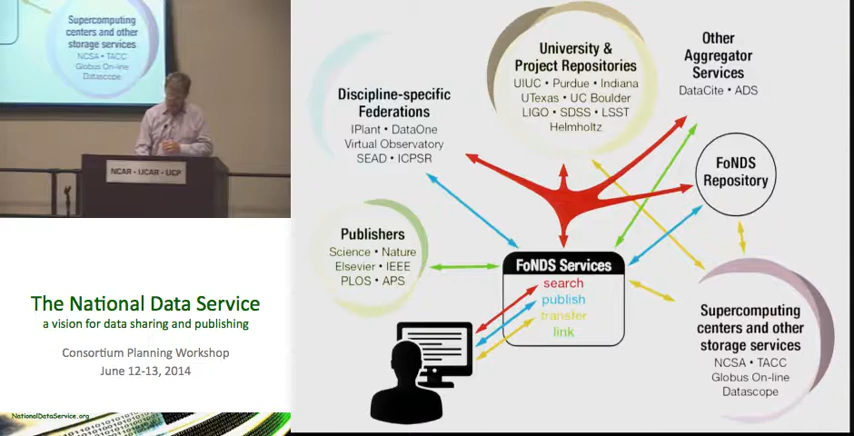 Supercomputing
centers and other
storage services
NCSA • TACC
Globus On-line
Datascope
NCAR - UCAR - UCP
The National Data Service
a vision for data sharing and publishing
Consortium Planning Workshop
June 12-13, 2014
NationalDataService.org
Discipline-specific
Federations
IPlant • DataOne
Virtual Observatory
SEAD • ICPSR
University &
Project Repositories
UIUC • Purdue • Indiana
UTexas • UC Boulder
LIGO • SDSS • LSST
Helmholtz
Other
Aggregator
Services
DataCite • ADS
FoNDS
Repository
Publishers
Science • Nature
Elsevier • IEEE
PLOS • APS
FoNDS Services
search
publish
transfer
link
Supercomputing
centers and other
storage services
NCSA • TACC
Globus On-line
Datascope